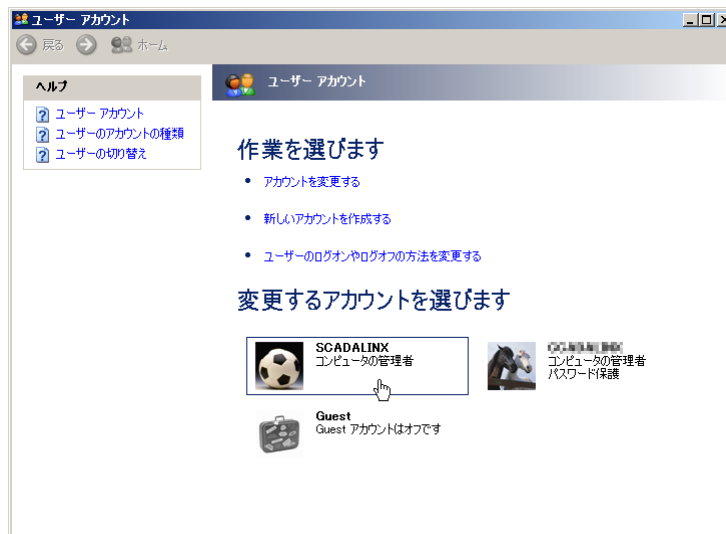 ユーザー アカウント
戻る ホーム
ヘルプ
ユーザー アカウント
ユーザーのアカウントの種類
ユーザーの切り替え
ユーザー アカウント
作業を選びます
アカウントを変更する
新しいアカウントを作成する
ユーザーのログオンやログオフの方法を変更する
変更するアカウントを選びます
SCADALINX
コンピュータの管理者
コンピュータの管理者
パスワード保護
Guest
Guest アカウントはオフです